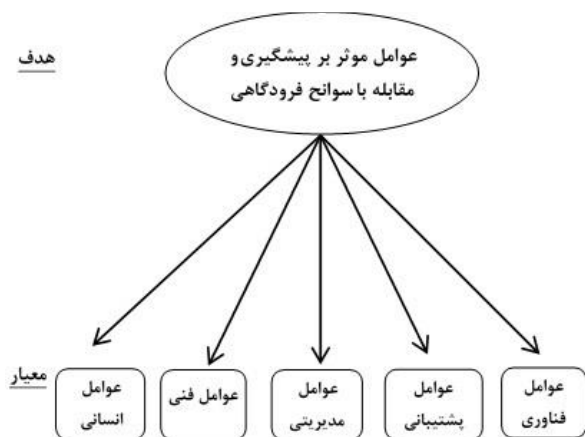 هدف
عوامل موثر بر پیشگیری و
مقابله با سوانح فرودگاهی
معیار
عوامل
انسانی
عوامل فنی
عوامل
مدیریتی
عوامل
پشتیبانی
عوامل
فناوری